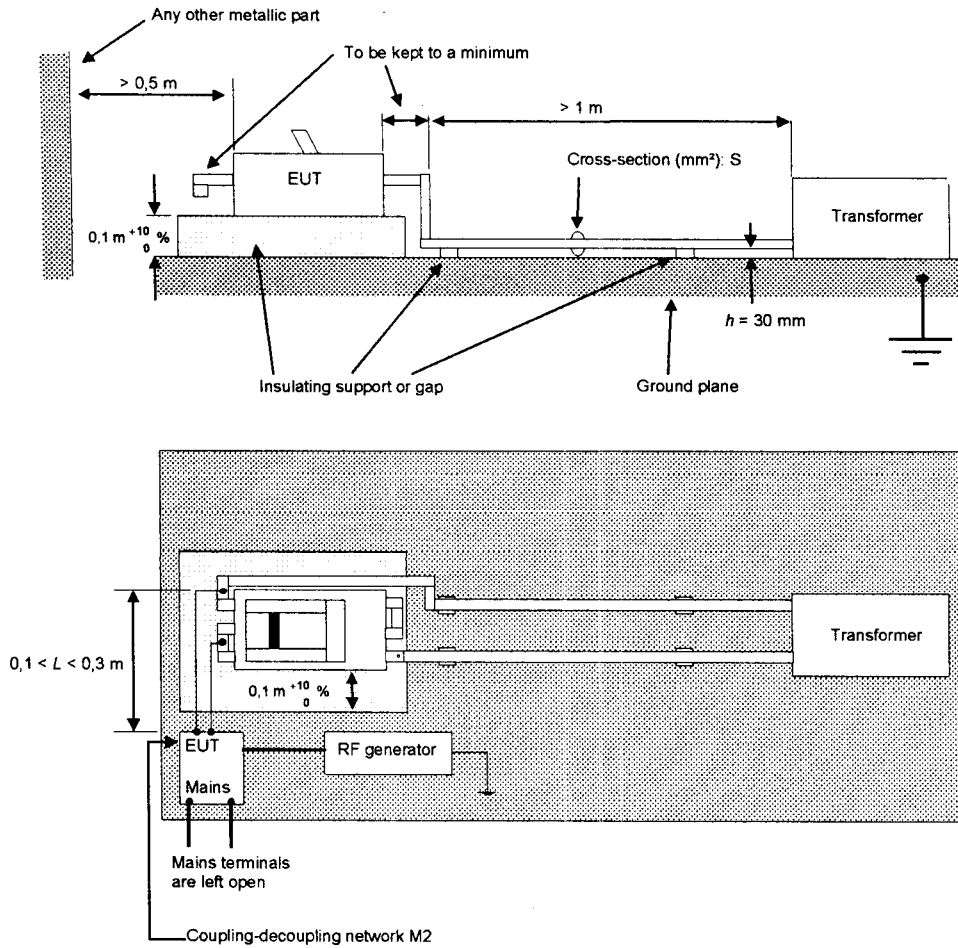 Any other metallic part
To be kept to a minimum
> 0,5 m
> 1 m
Cross-section (mm²): S
EUT
Transformer
0,1 m +10 0 %
h = 30 mm
Insulating support or gap
Ground plane
Transformer
0,1 < L < 0,3 m
0,1 m +10 0 %
EUT
RF generator
Mains
Mains terminals
are left open
Coupling-decoupling network M2